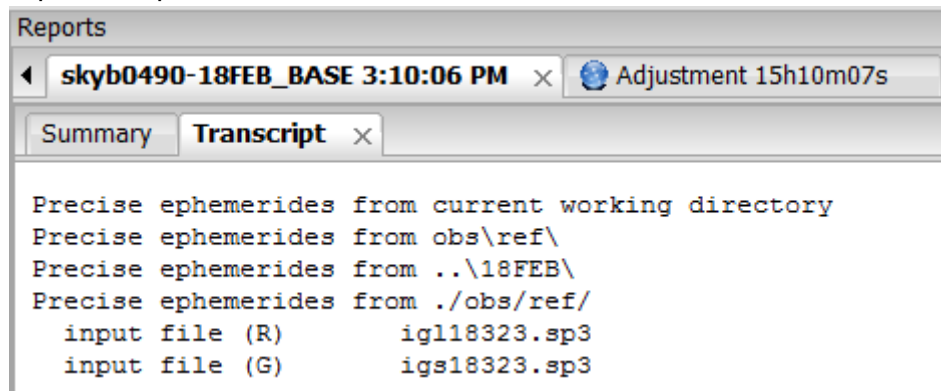 Reports
skyb0490-18FEB_BASE 3:10:06 PM × Adjustment 15h10m07s
Summary Transcript ×
Precise ephemerides from current working directory
Precise ephemerides from obs\ref\
Precise ephemerides from ..\18FEB\
Precise ephemerides from ./obs/ref/
input file (R) igl18323.sp3
input file (G) igs18323.sp3